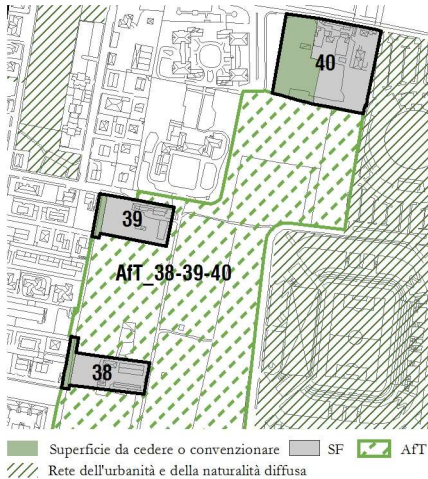 40
39
AfT_38-39-40
38
Superficie da cedere o convenzionare SF AfT
Rete dell'urbanità e della naturalità diffusa